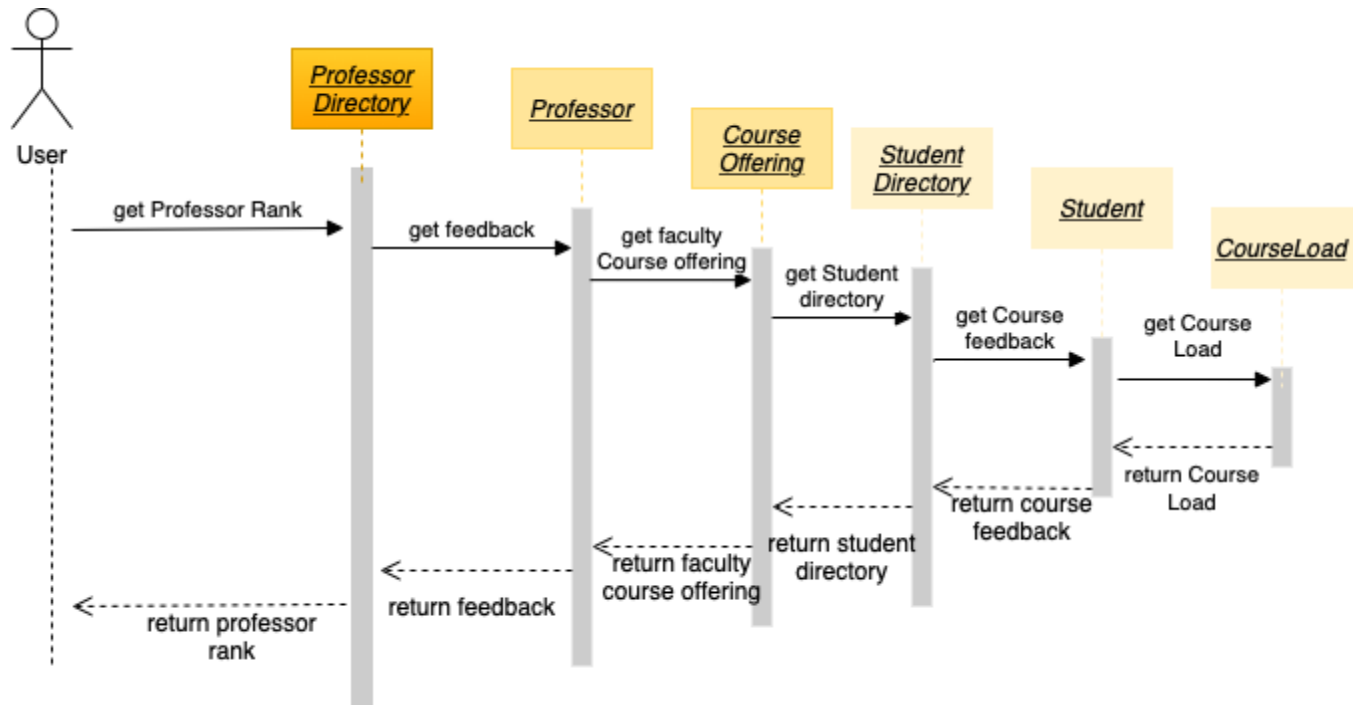 User
Professor
Directory
Professor
Course
Offering
Student
Directory
Student
CourseLoad
get Professor Rank
get feedback
get faculty
Course offering
get Student
directory
get Course
feedback
get Course
Load
return Course
Load
return course
feedback
return student
directory
return faculty
course offering
return feedback
return professor
rank